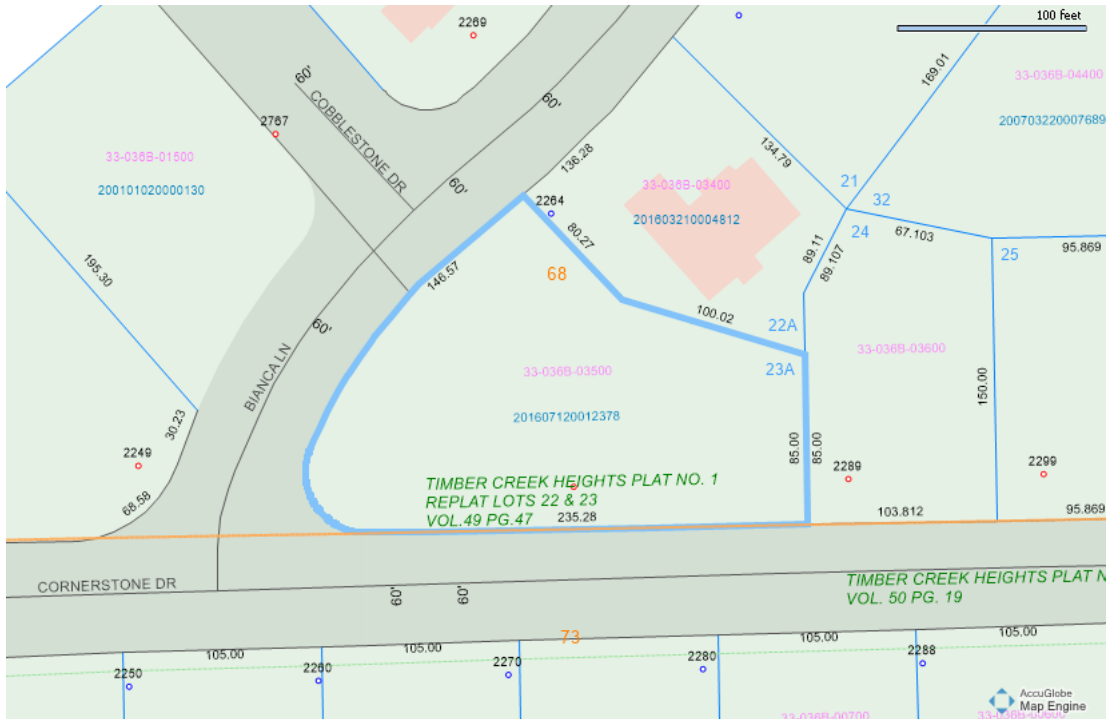 100 feet
2269
169.01
33-036B-04400
200703220007689
60'
60'
COBBLESTONE DR
2767
33-036B-01500
200101020000130
60'
136.28
134.79
33-036B-03400
201603210004812
21
32
24
67.103
25
95.869
2264
80.27
89.11
89.107
195.30
146.57
68
100.02
22A
23A
60'
BIANCA LN
33-036B-03600
33-036B-03500
201607120012378
150.00
30.23
2249
68.58
85.00
85.00
2289
2299
TIMBER CREEK HEIGHTS PLAT NO. 1
REPLAT LOTS 22 & 23
VOL.49 PG.47
235.28
103.812
95.869
CORNERSTONE DR
60'
60'
TIMBER CREEK HEIGHTS PLAT N
VOL. 50 PG. 19
73
105.00
105.00
105.00
105.00
2250
2260
2270
2280
2288
33-036B-00700
AccuGlobe
Map Engine